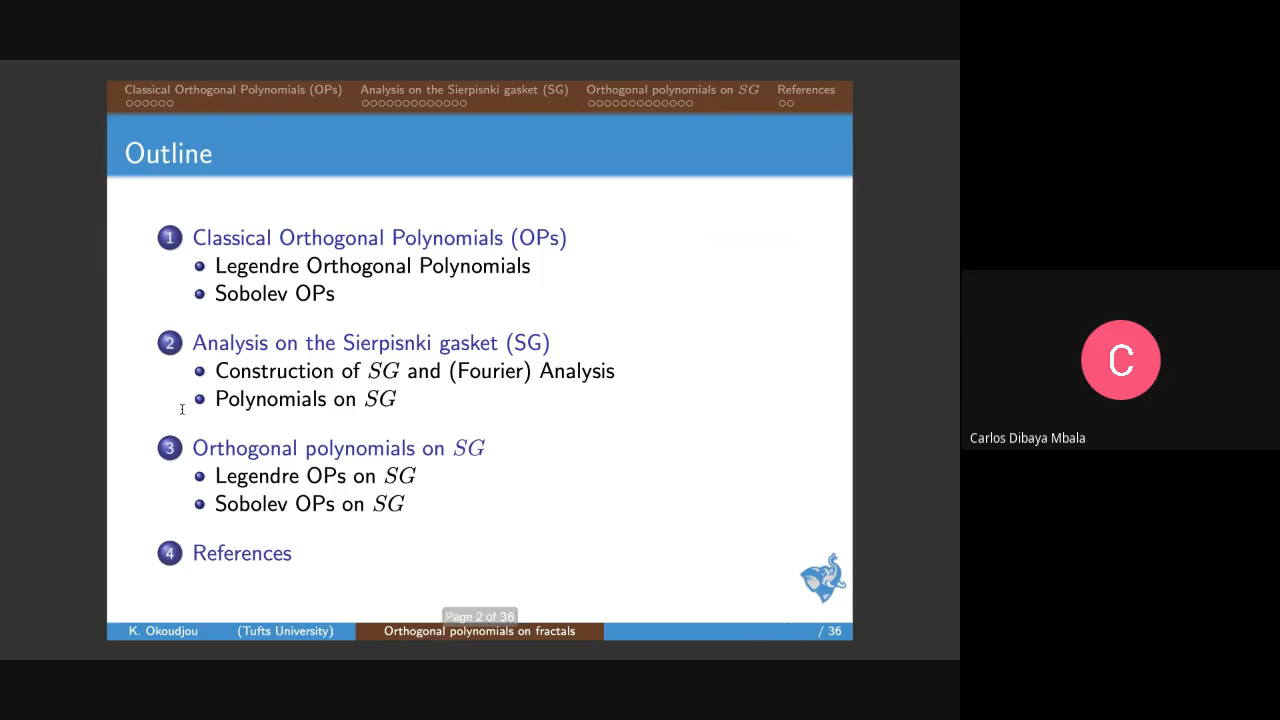 Classical Orthogonal Polynomials (OPs) Analysis on the Sierpisnki gasket (SG) Orthogonal polynomials on SG References
Outline
1 Classical Orthogonal Polynomials (OPs)
Legendre Orthogonal Polynomials
Sobolev OPs
2 Analysis on the Sierpisnki gasket (SG)
Construction of SG and (Fourier) Analysis
Polynomials on SG
3 Orthogonal polynomials on SG
Legendre OPs on SG
Sobolev OPs on SG
4 References
Page 2 of 36
K. Okoudjou (Tufts University) Orthogonal polynomials on fractals / 36
C
Carlos Dibaya Mbala